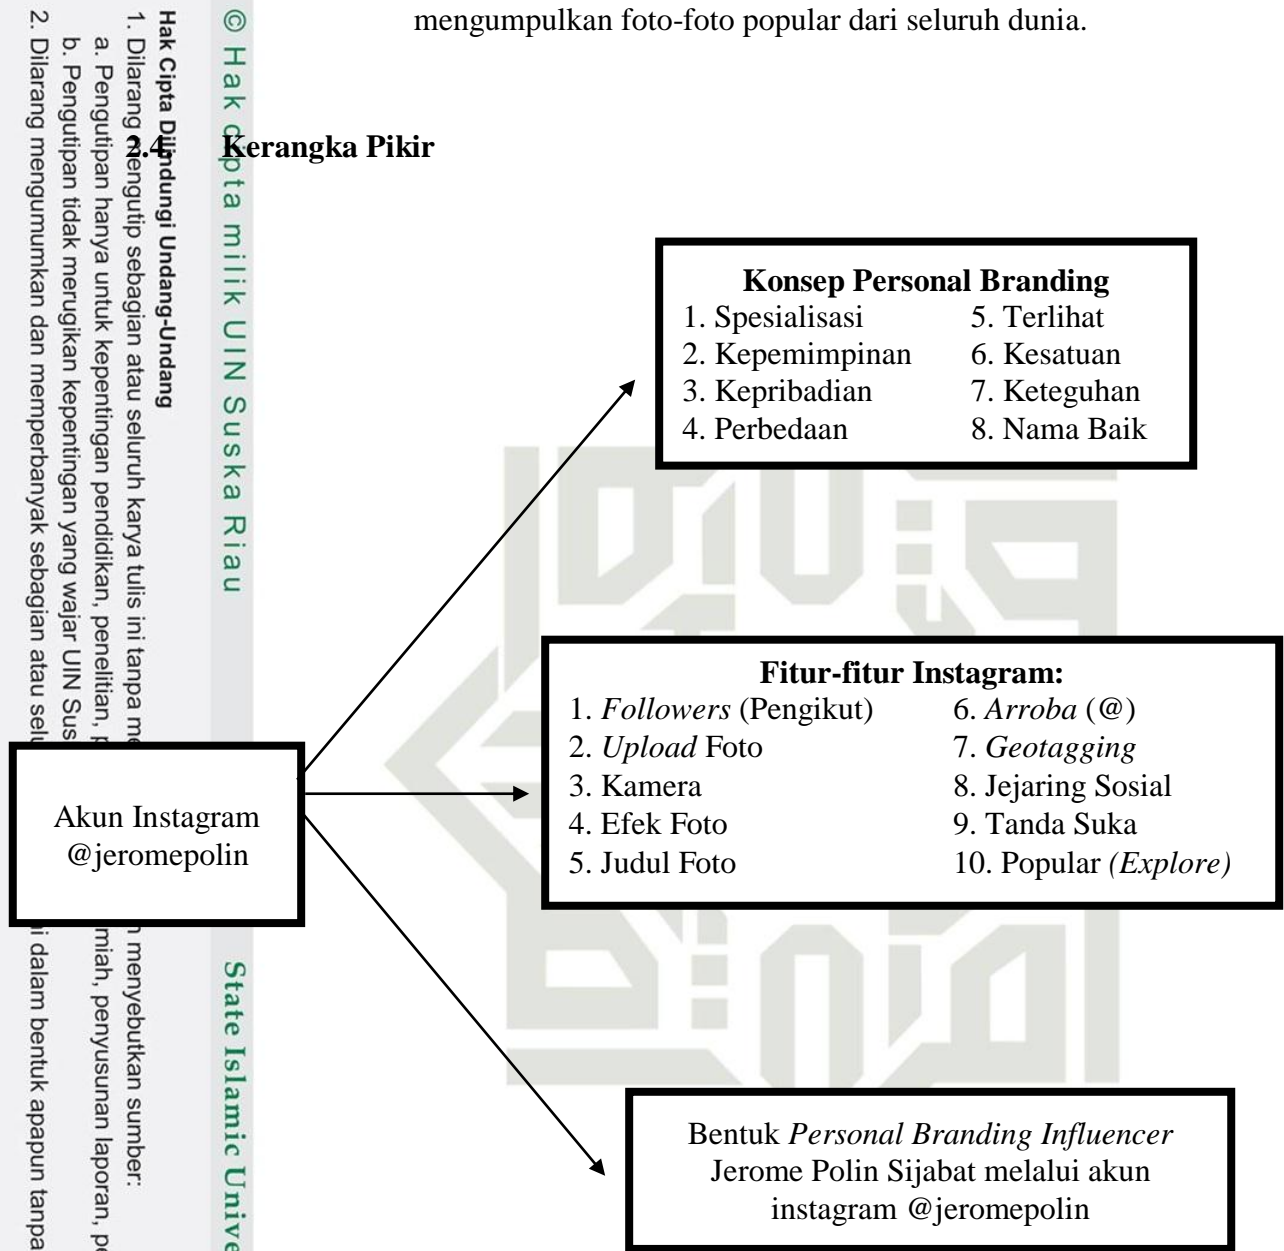 mengumpulkan foto-foto popular dari seluruh dunia.
2.4 Kerangka Pikir
Konsep Personal Branding
1. Spesialisasi
2. Kepemimpinan
3. Kepribadian
4. Perbedaan
5. Terlihat
6. Kesatuan
7. Keteguhan
8. Nama Baik
Fitur-fitur Instagram:
1. Followers (Pengikut)
2. Upload Foto
3. Kamera
4. Efek Foto
5. Judul Foto
6. Arroba (@)
7. Geotagging
8. Jejaring Sosial
9. Tanda Suka
10. Popular (Explore)
Akun Instagram
@jeromepolin
Bentuk Personal Branding Influencer
Jerome Polin Sijabat melalui akun
instagram @jeromepolin
© Hak cipta milik UIN Suska Riau
State Islamic
Hak Cipta Dilindungi Undang-Undang
1. Dilarang mengutip sebagian atau seluruh karya tulis ini tanpa menyebutkan sumber:
a. Pengutipan hanya untuk kepentingan pendidikan, penelitian, penyusunan laporan,
b. Pengutipan tidak merugikan kepentingan yang wajar UIN
2. Dilarang mengumumkan dan memperbanyak sebagian atau dalam bentuk apapun tanpa